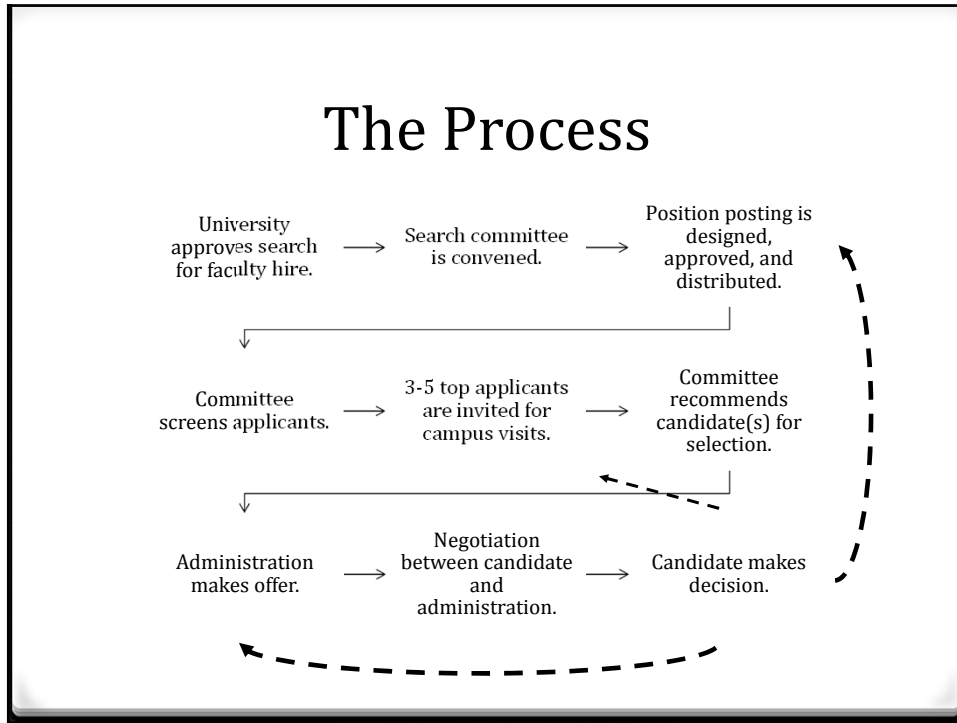 The Process
University
approves search
for faculty hire.
Search committee
is convened.
Position posting is
designed,
approved, and
distributed.
Committee
screens applicants.
3-5 top applicants
are invited for
campus visits.
Committee
recommends
candidate(s) for
selection.
Administration
makes offer.
Negotiation
between candidate
and
administration.
Candidate makes
decision.